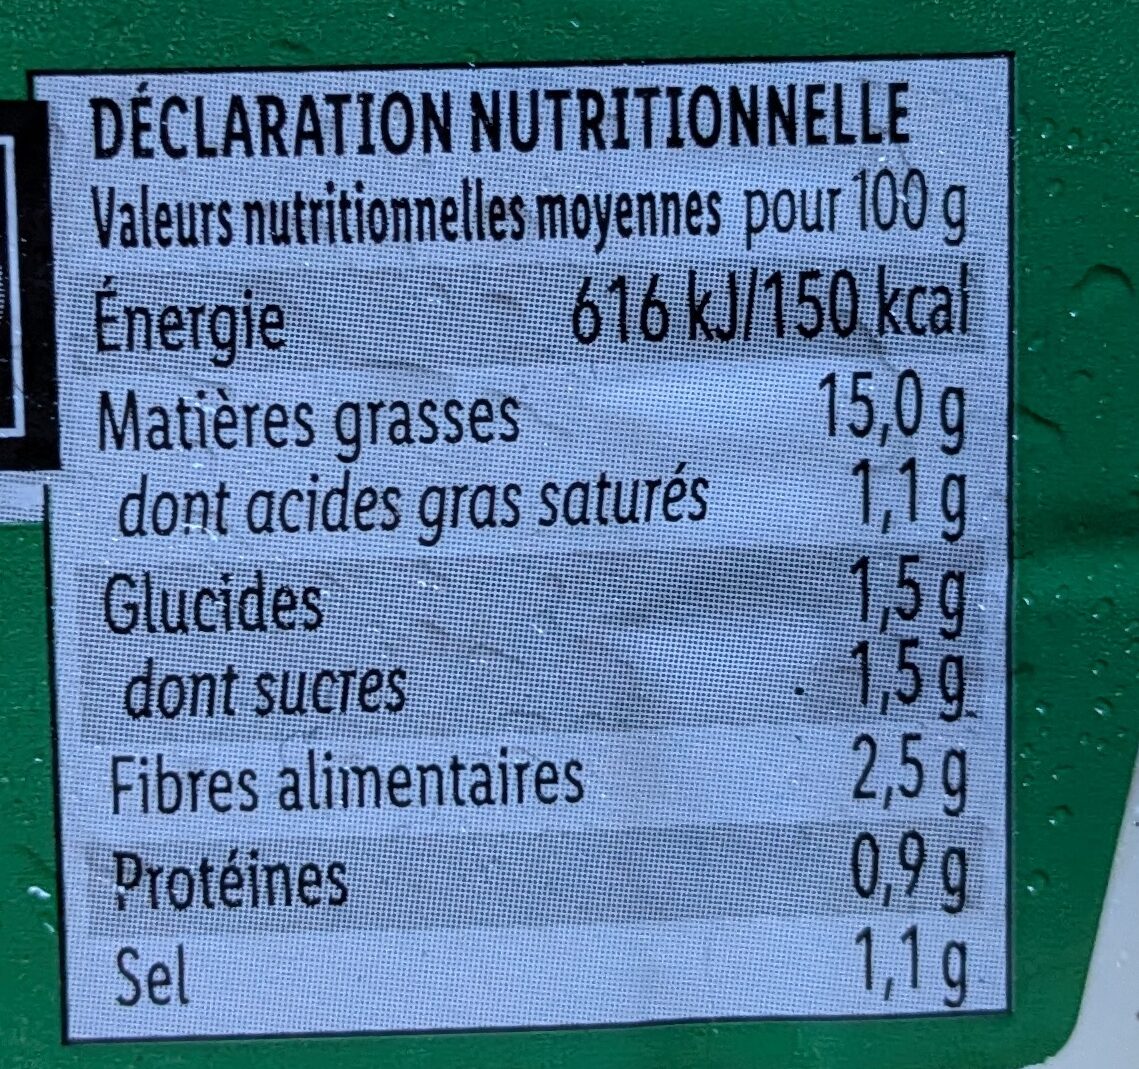 DÉCLARATION NUTRITIONNELLE
Valeurs nutritionnelles moyennes pour 100 g
Énergie 616 kJ/150 kcal
Matières grasses 15,0 g
dont acides gras saturés 1,1 g
Glucides 1,5 g
dont sucres 1,5 g
Fibres alimentaires 2,5 g
Protéines 0,9 g
Sel 1,1 g